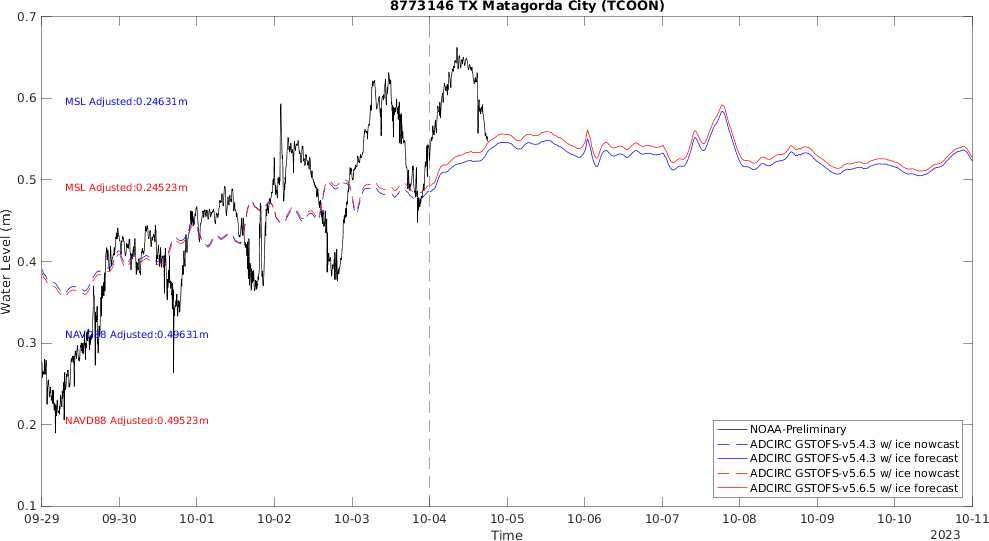 8773146 TX Matagorda City (TCOON)
0.7
0.6
0.5
0.4
0.3
0.2
0.1
Water Level (m)
MSL Adjusted:0.24631m
MSL Adjusted:0.24523m
NAVD88 Adjusted:0.49631m
NAVD88 Adjusted:0.49523m
NOAA-Preliminary
ADCIRC GSTOFS-v5.4.3 w/ ice nowcast
ADCIRC GSTOFS-v5.4.3 w/ ice forecast
ADCIRC GSTOFS-v5.6.5 w/ ice nowcast
ADCIRC GSTOFS-v5.6.5 w/ ice forecast
09-29 09-30 10-01 10-02 10-03 10-04 10-05 10-06 10-07 10-08 10-09 10-10 10-11
Time
2023